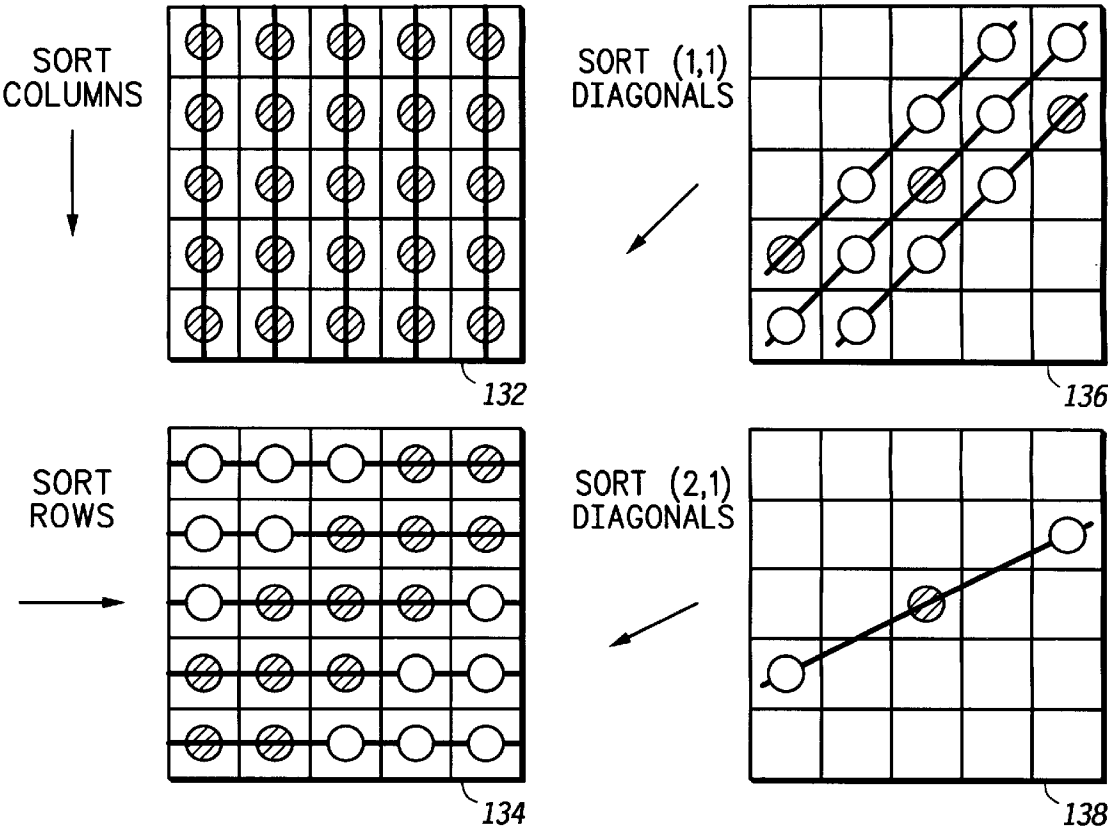 SORT
COLUMNS
132
SORT (1,1)
DIAGONALS
136
SORT
ROWS
134
SORT (2,1)
DIAGONALS
138